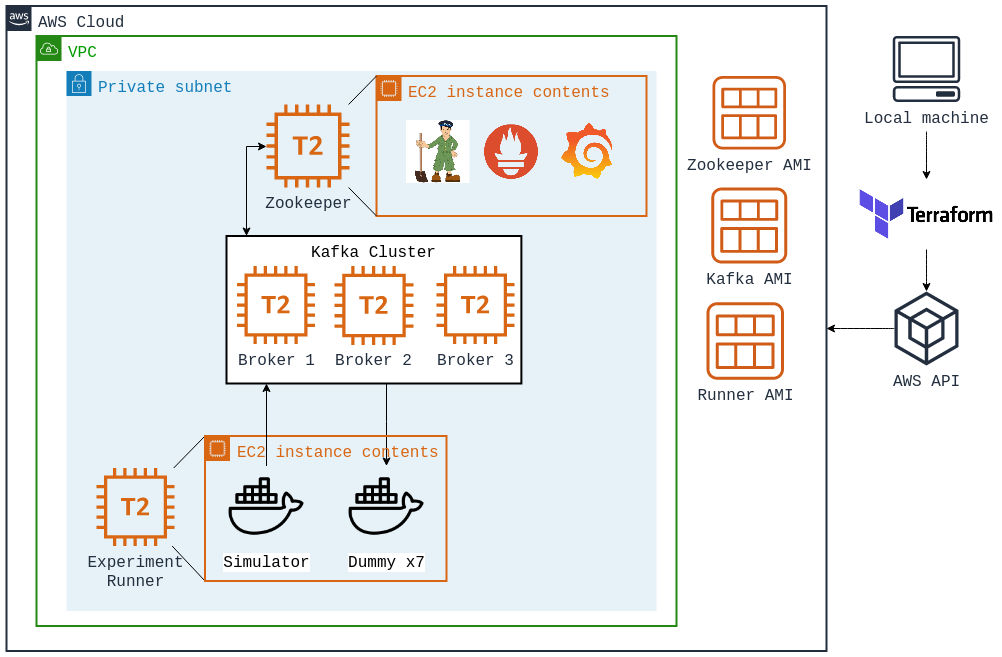 aws
AWS Cloud
VPC
Private subnet
EC2 instance contents
T2
Zookeeper
Kafka Cluster
T2
T2
T2
Broker 1
Broker 2
Broker 3
EC2 instance contents
T2
Experiment
Runner
Simulator
Dummy x7
Zookeeper AMI
Kafka AMI
Runner AMI
Local machine
Terraform
AWS API